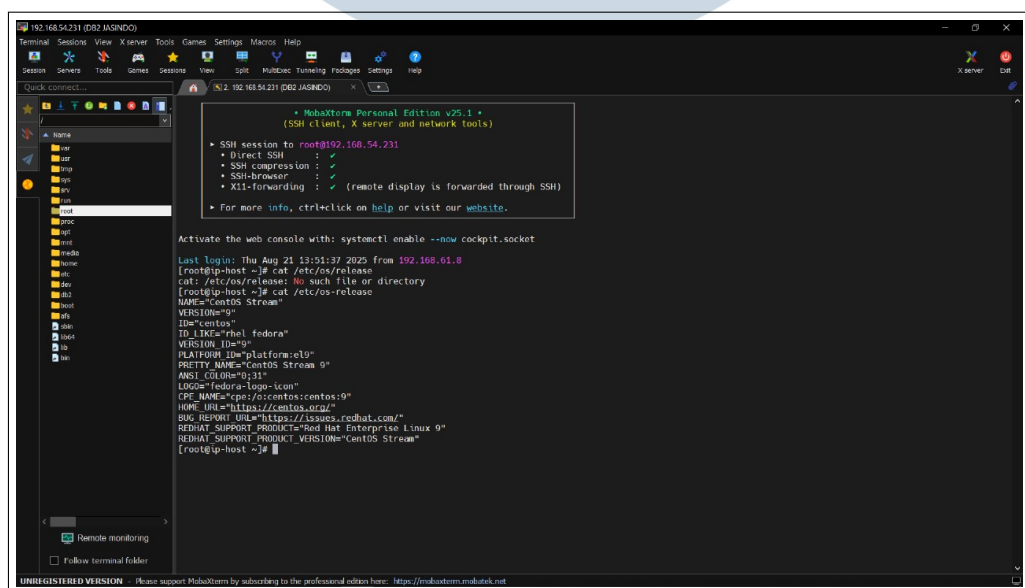 192.168.54.231 (DB2 JASINDO)
Terminal Sessions View X server Tools Games Settings Macros Help
Session Servers Tools Games Sessions View Split MultiExec Tunneling Packages Settings Help X server Exit
Quick connect...
2. 192.168.54.231 (DB2 JASINDO)
/
Name
var
usr
tmp
sys
srv
run
root
proc
opt
mnt
media
home
etc
dev
db2
boot
afs
sbin
lib64
lib
bin
Remote monitoring
Follow terminal folder
• MobaXterm Personal Edition v25.1 •
(SSH client, X server and network tools)
► SSH session to root@192.168.54.231
• Direct SSH : ✔
• SSH compression : ✔
• SSH-browser : ✔
• X11-forwarding : ✔ (remote display is forwarded through SSH)
► For more info, ctrl+click on help or visit our website.
Activate the web console with: systemctl enable --now cockpit.socket
Last login: Thu Aug 21 13:51:37 2025 from 192.168.61.8
[root@ip-host ~]# cat /etc/os/release
cat: /etc/os/release: No such file or directory
[root@ip-host ~]# cat /etc/os-release
NAME="CentOS Stream"
VERSION="9"
ID="centos"
ID_LIKE="rhel fedora"
VERSION_ID="9"
PLATFORM_ID="platform:el9"
PRETTY_NAME="CentOS Stream 9"
ANSI_COLOR="0;31"
LOGO="fedora-logo-icon"
CPE_NAME="cpe:/o:centos:centos:9"
HOME_URL="https://centos.org/"
BUG_REPORT_URL="https://issues.redhat.com/"
REDHAT_SUPPORT_PRODUCT="Red Hat Enterprise Linux 9"
REDHAT_SUPPORT_PRODUCT_VERSION="CentOS Stream"
[root@ip-host ~]#
UNREGISTERED VERSION - Please support MobaXterm by subscribing to the professional edition here: https://mobaxterm.mobatek.net